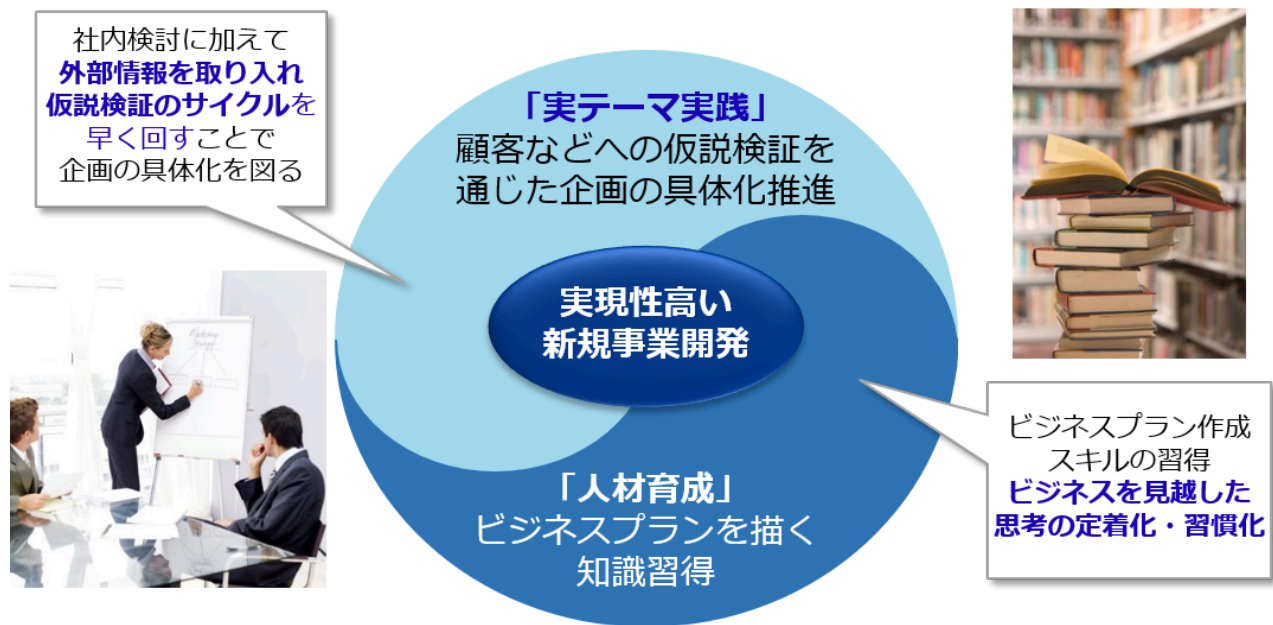 社内検討に加えて
外部情報を取り入れ
仮説検証のサイクルを
早く回すことで
企画の具体化を図る
「実テーマ実践」
顧客などへの仮説検証を
通じた企画の具体化推進
実現性高い
新規事業開発
「人材育成」
ビジネスプランを描く
知識習得
ビジネスプラン作成
スキルの習得
ビジネスを見越した
思考の定着化・習慣化
Marketing
Strategy